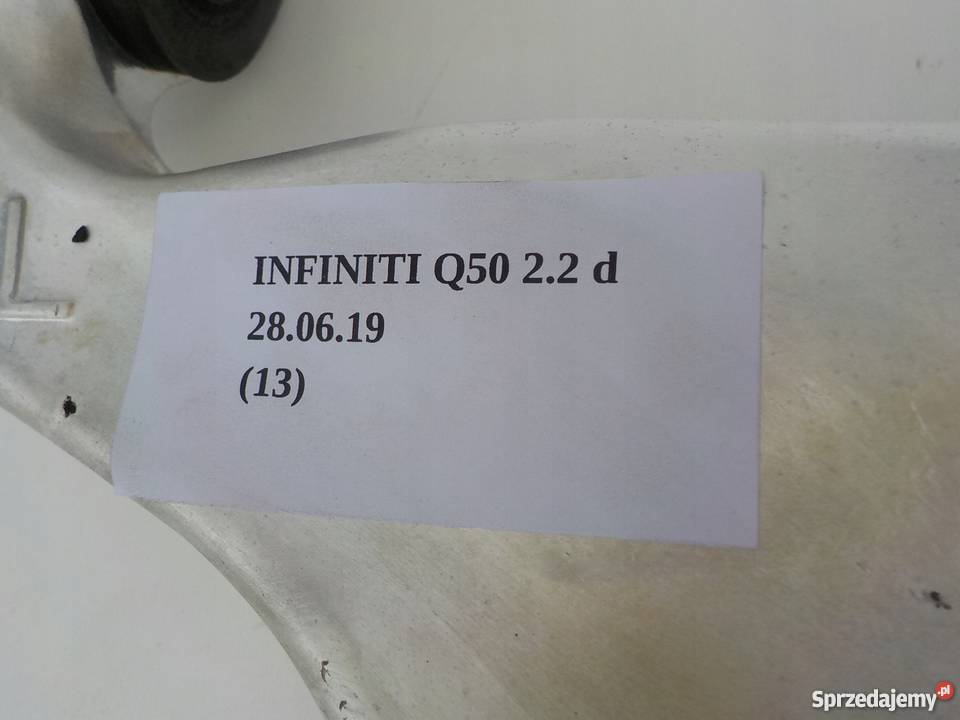 L
INFINITI Q50 2.2 d
28.06.19
(13)
Sprzedajemy.pl